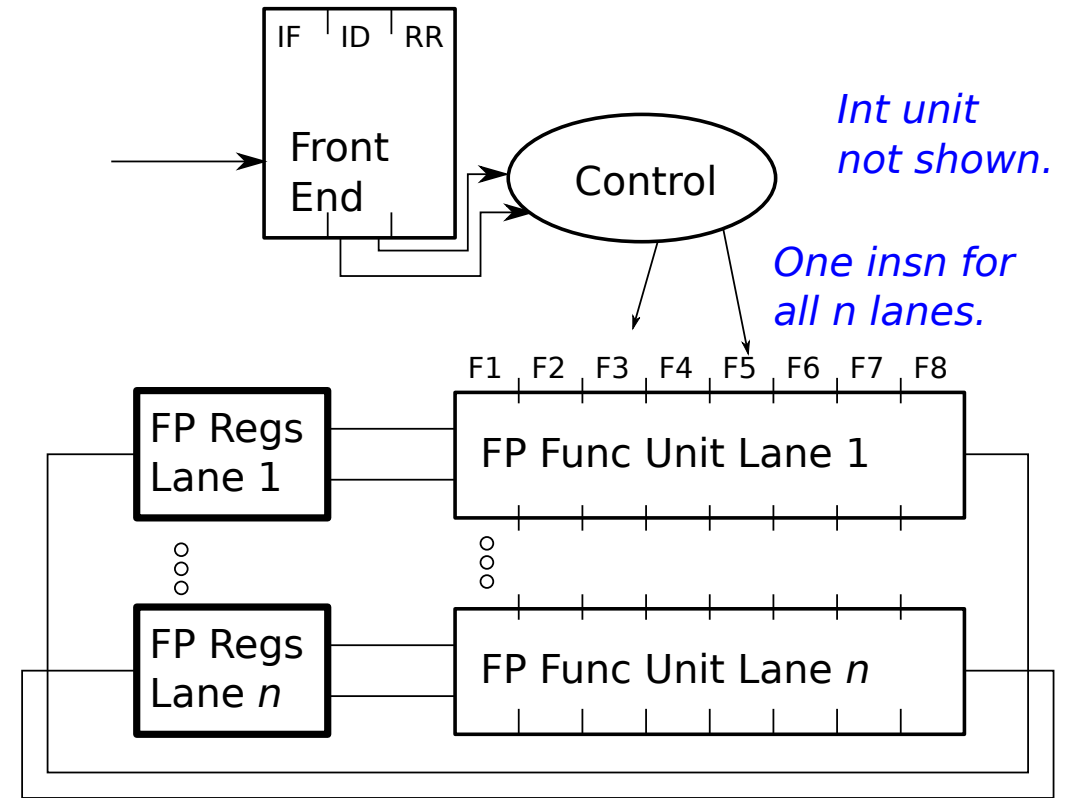 IF ID RR
Front
End
Control
Int unit
not shown.
One insn for
all n lanes.
F1 F2 F3 F4 F5 F6 F7 F8
FP Regs
Lane 1
FP Func Unit Lane 1
FP Regs
Lane n
FP Func Unit Lane n